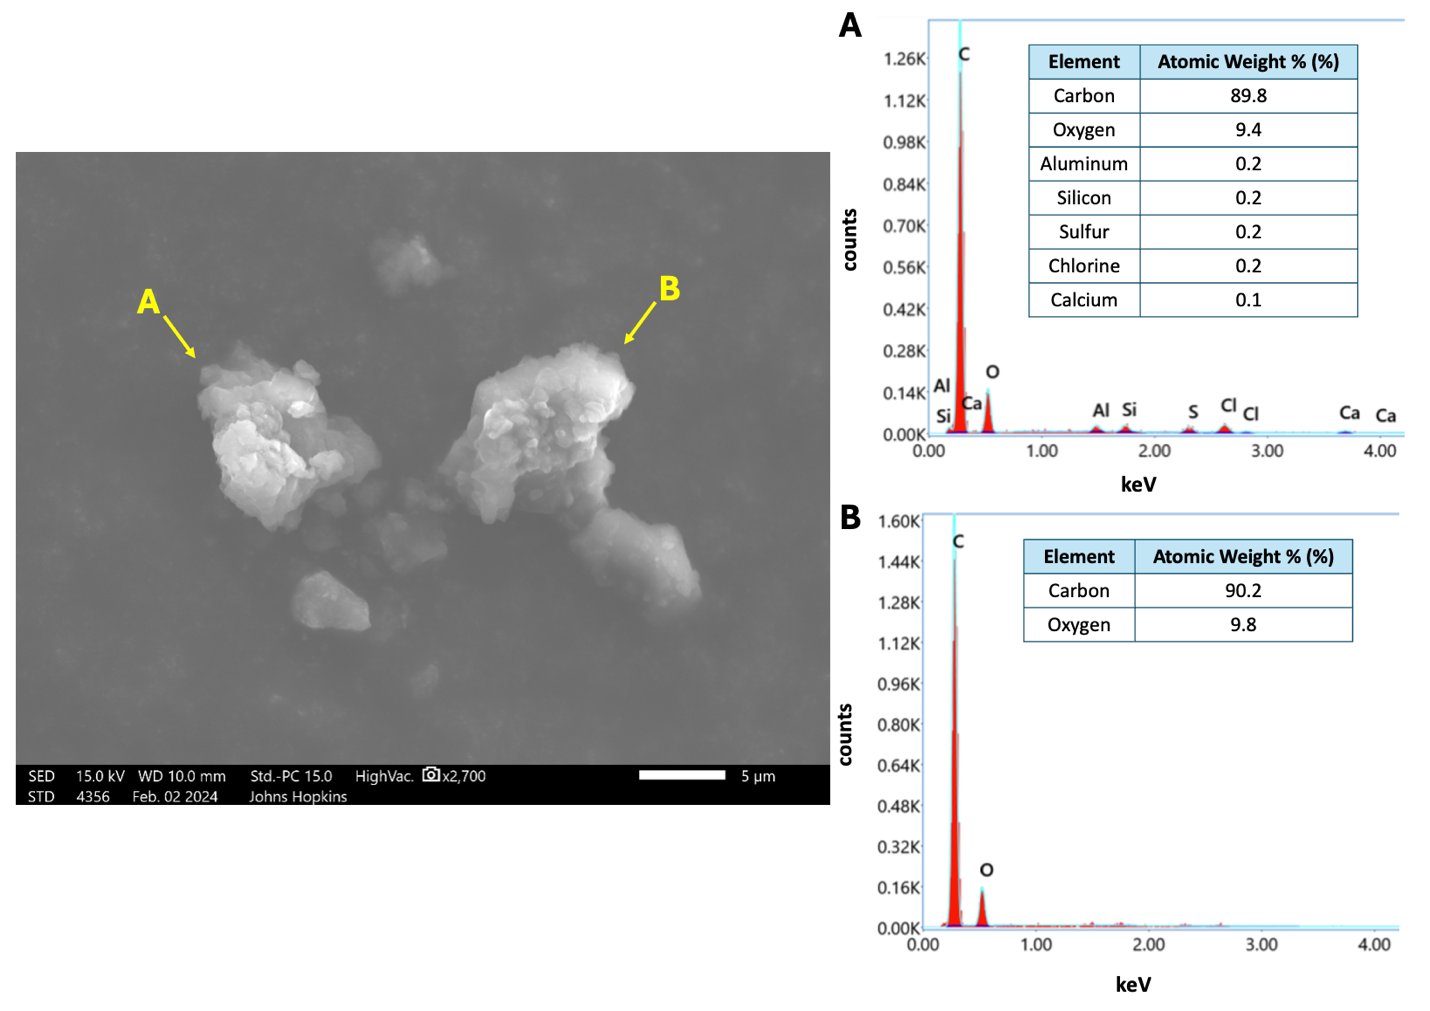 A
B
SED 15.0 kV WD 10.0 mm Std.-PC 15.0 HighVac. x2,700 5 µm
STD 4356 Feb. 02 2024 Johns Hopkins
A
counts
1.26K
1.12K
0.98K
0.84K
0.70K
0.56K
0.42K
0.28K
0.14K
0.00K
C
O
Al
Si
Ca
Al
Si
S
Cl
Cl
Ca
Ca
0.00 1.00 2.00 3.00 4.00
keV
Element Atomic Weight % (%)
Carbon 89.8
Oxygen 9.4
Aluminum 0.2
Silicon 0.2
Sulfur 0.2
Chlorine 0.2
Calcium 0.1
B
counts
1.60K
1.44K
1.28K
1.12K
0.96K
0.80K
0.64K
0.48K
0.32K
0.16K
0.00K
C
O
0.00 1.00 2.00 3.00 4.00
keV
Element Atomic Weight % (%)
Carbon 90.2
Oxygen 9.8